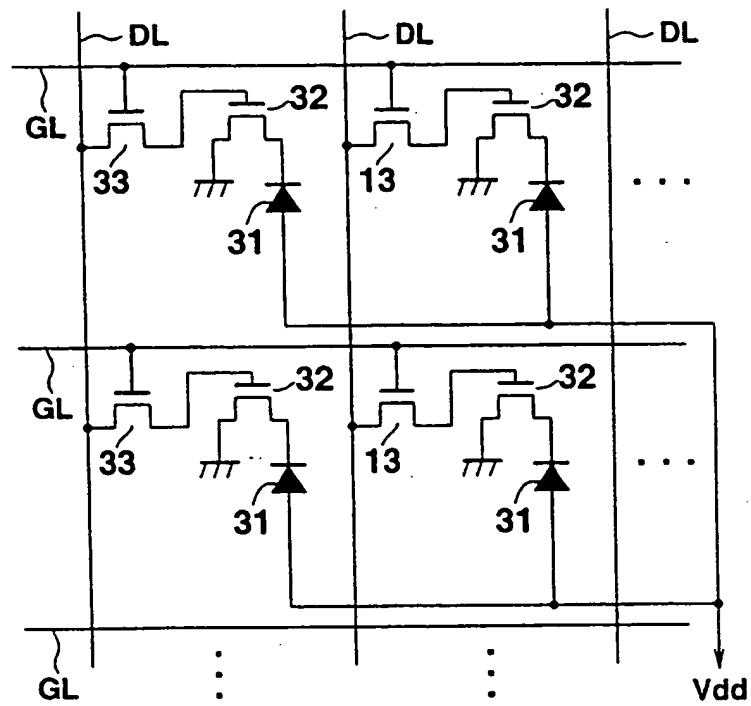 DL DL DL
GL
32 32
33 13
31 31
. . .
GL
32 32
33 13
31 31
. . .
GL
Vdd